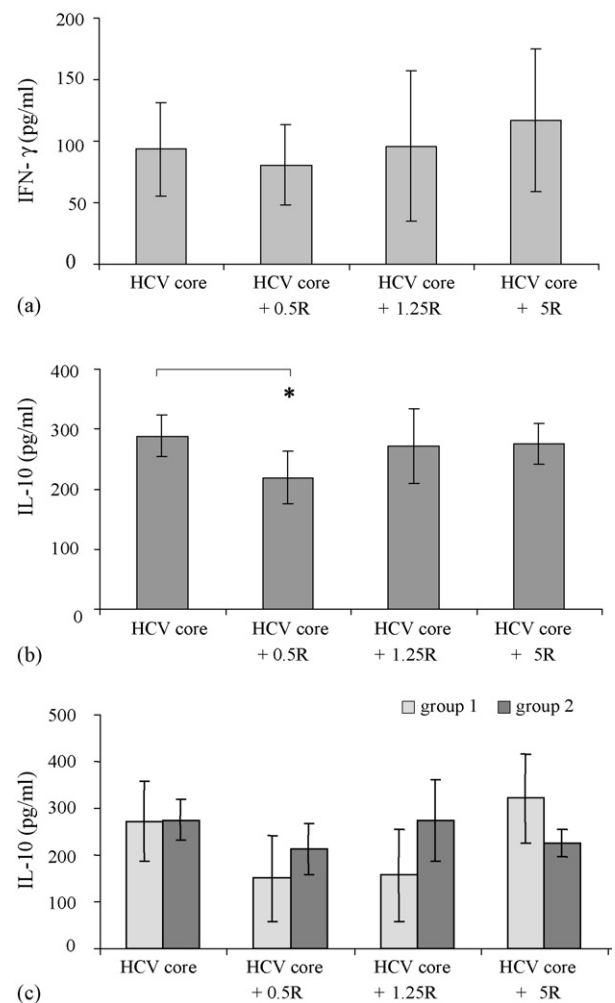 200
150
100
50
0
IFN- γ (pg/ml)
HCV core HCV core HCV core HCV core
+ 0.5R + 1.25R + 5R
(a)
400
300
200
100
0
IL-10 (pg/ml)
*
HCV core HCV core HCV core HCV core
+ 0.5R + 1.25R + 5R
(b)
group 1 group 2
500
400
300
200
100
0
IL-10 (pg/ml)
HCV core HCV core HCV core HCV core
+ 0.5R + 1.25R + 5R
(c)